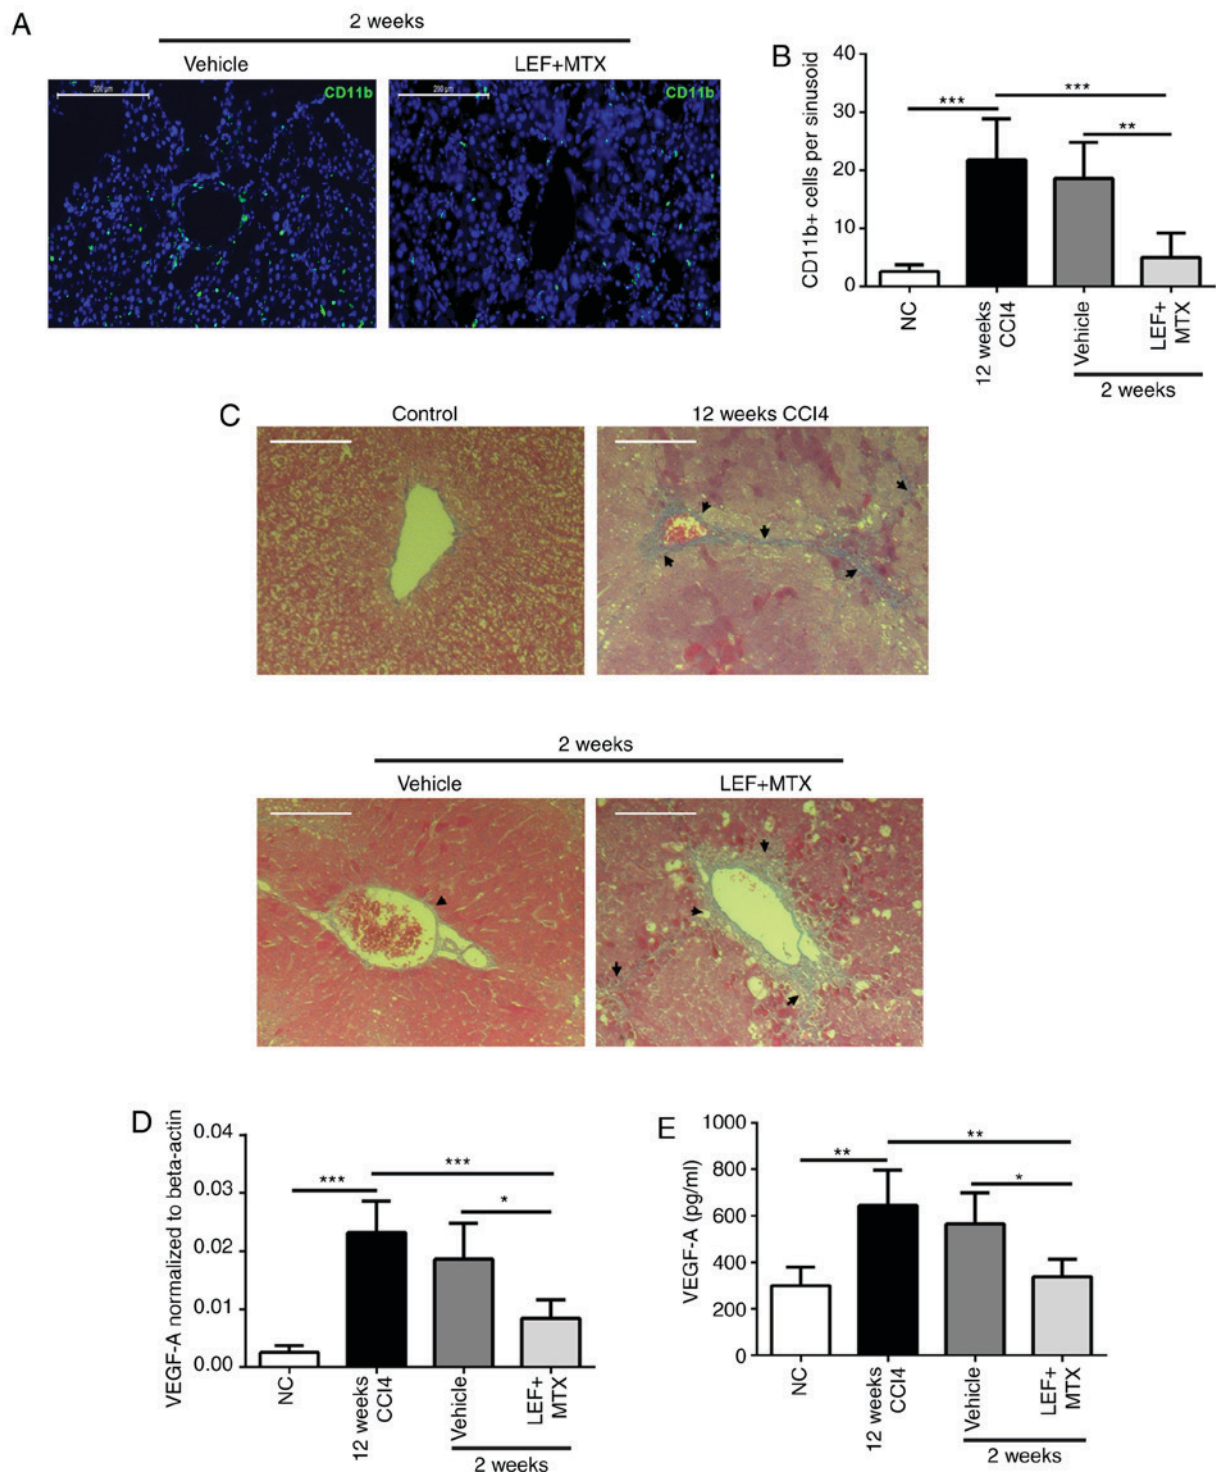 A
2 weeks
Vehicle
LEF+MTX
200 µm
CD11b
200 µm
CD11b
B
CD11b+ cells per sinusoid
40
30
20
10
0
***
***
**
NC
12 weeks
CCl4
Vehicle
LEF+
MTX
2 weeks
C
Control
12 weeks CCl4
2 weeks
Vehicle
LEF+MTX
D
VEGF-A normalized to beta-actin
0.04
0.03
0.02
0.01
0.00
***
***
*
NC
12 weeks
CCl4
Vehicle
LEF+
MTX
2 weeks
E
VEGF-A (pg/ml)
1000
800
600
400
200
0
**
**
*
NC
12 weeks
CCl4
Vehicle
LEF+
MTX
2 weeks